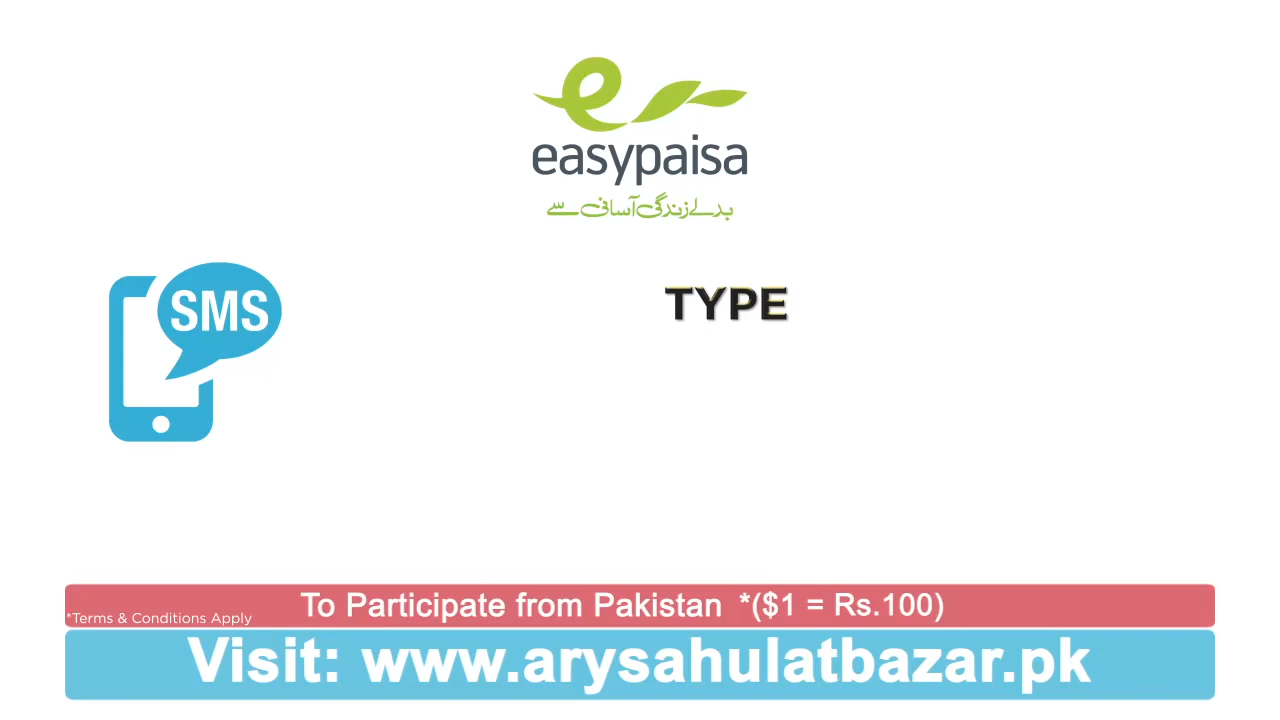 easypaisa
بدلے زندگی آسانی سے
SMS
TYPE
*Terms & Conditions Apply
To Participate from Pakistan *($1 = Rs.100)
Visit: www.arysahulatbazar.pk